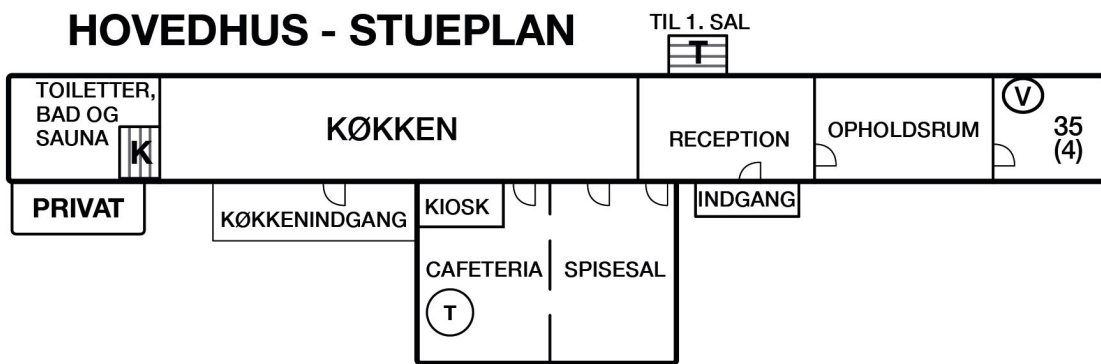 HOVEDHUS - STUEPLAN
TIL 1. SAL
T
TOILETTER,
BAD OG
SAUNA
K
KØKKEN
RECEPTION
OPHOLDSRUM
V
35
(4)
PRIVAT
KØKKENINDGANG
KIOSK
INDGANG
CAFETERIA
SPISESAL
T